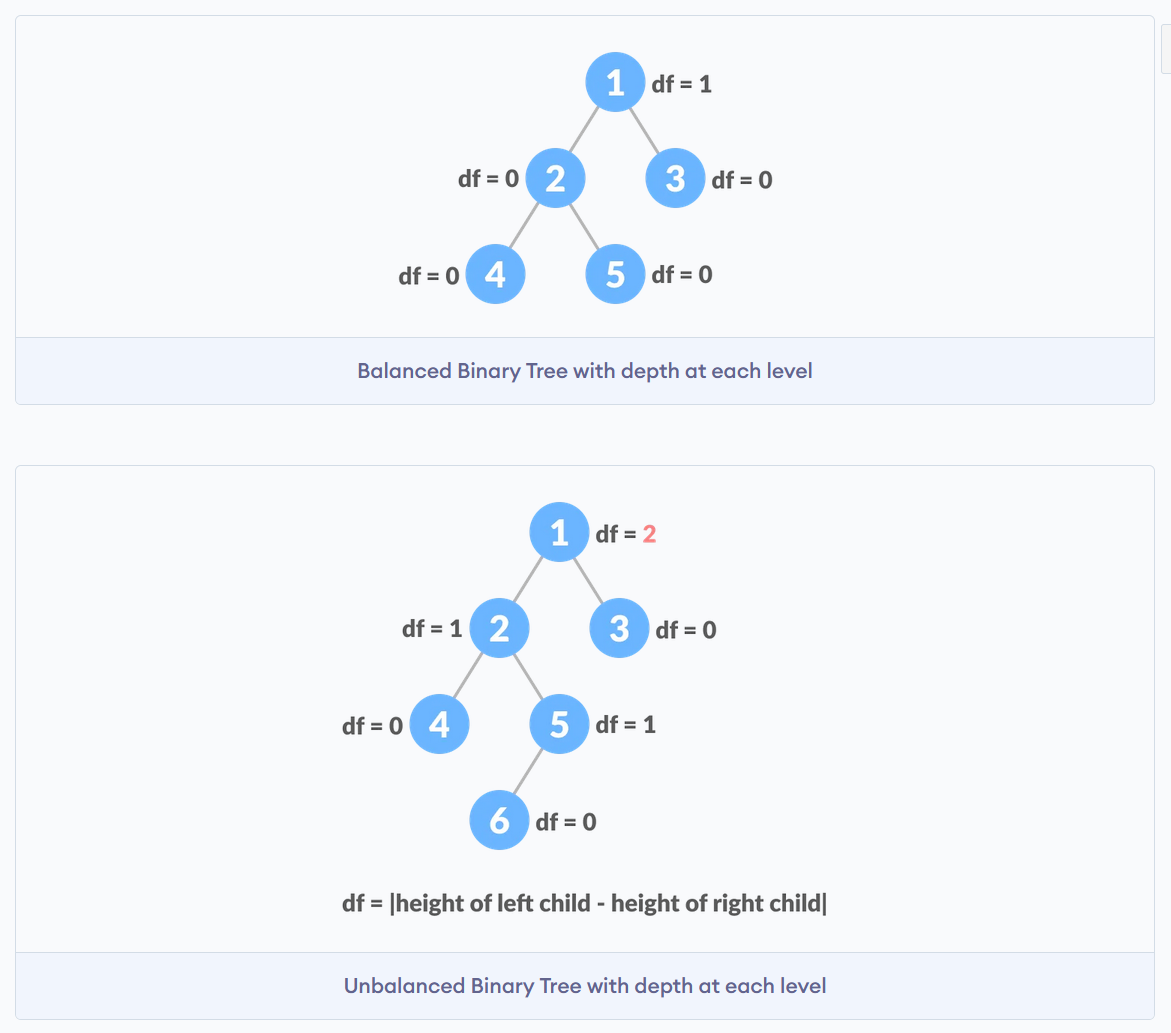 1 df = 1
df = 0 2 3 df = 0
df = 0 4 5 df = 0
Balanced Binary Tree with depth at each level
1 df = 2
df = 1 2 3 df = 0
df = 0 4 5 df = 1
6 df = 0
df = |height of left child - height of right child|
Unbalanced Binary Tree with depth at each level